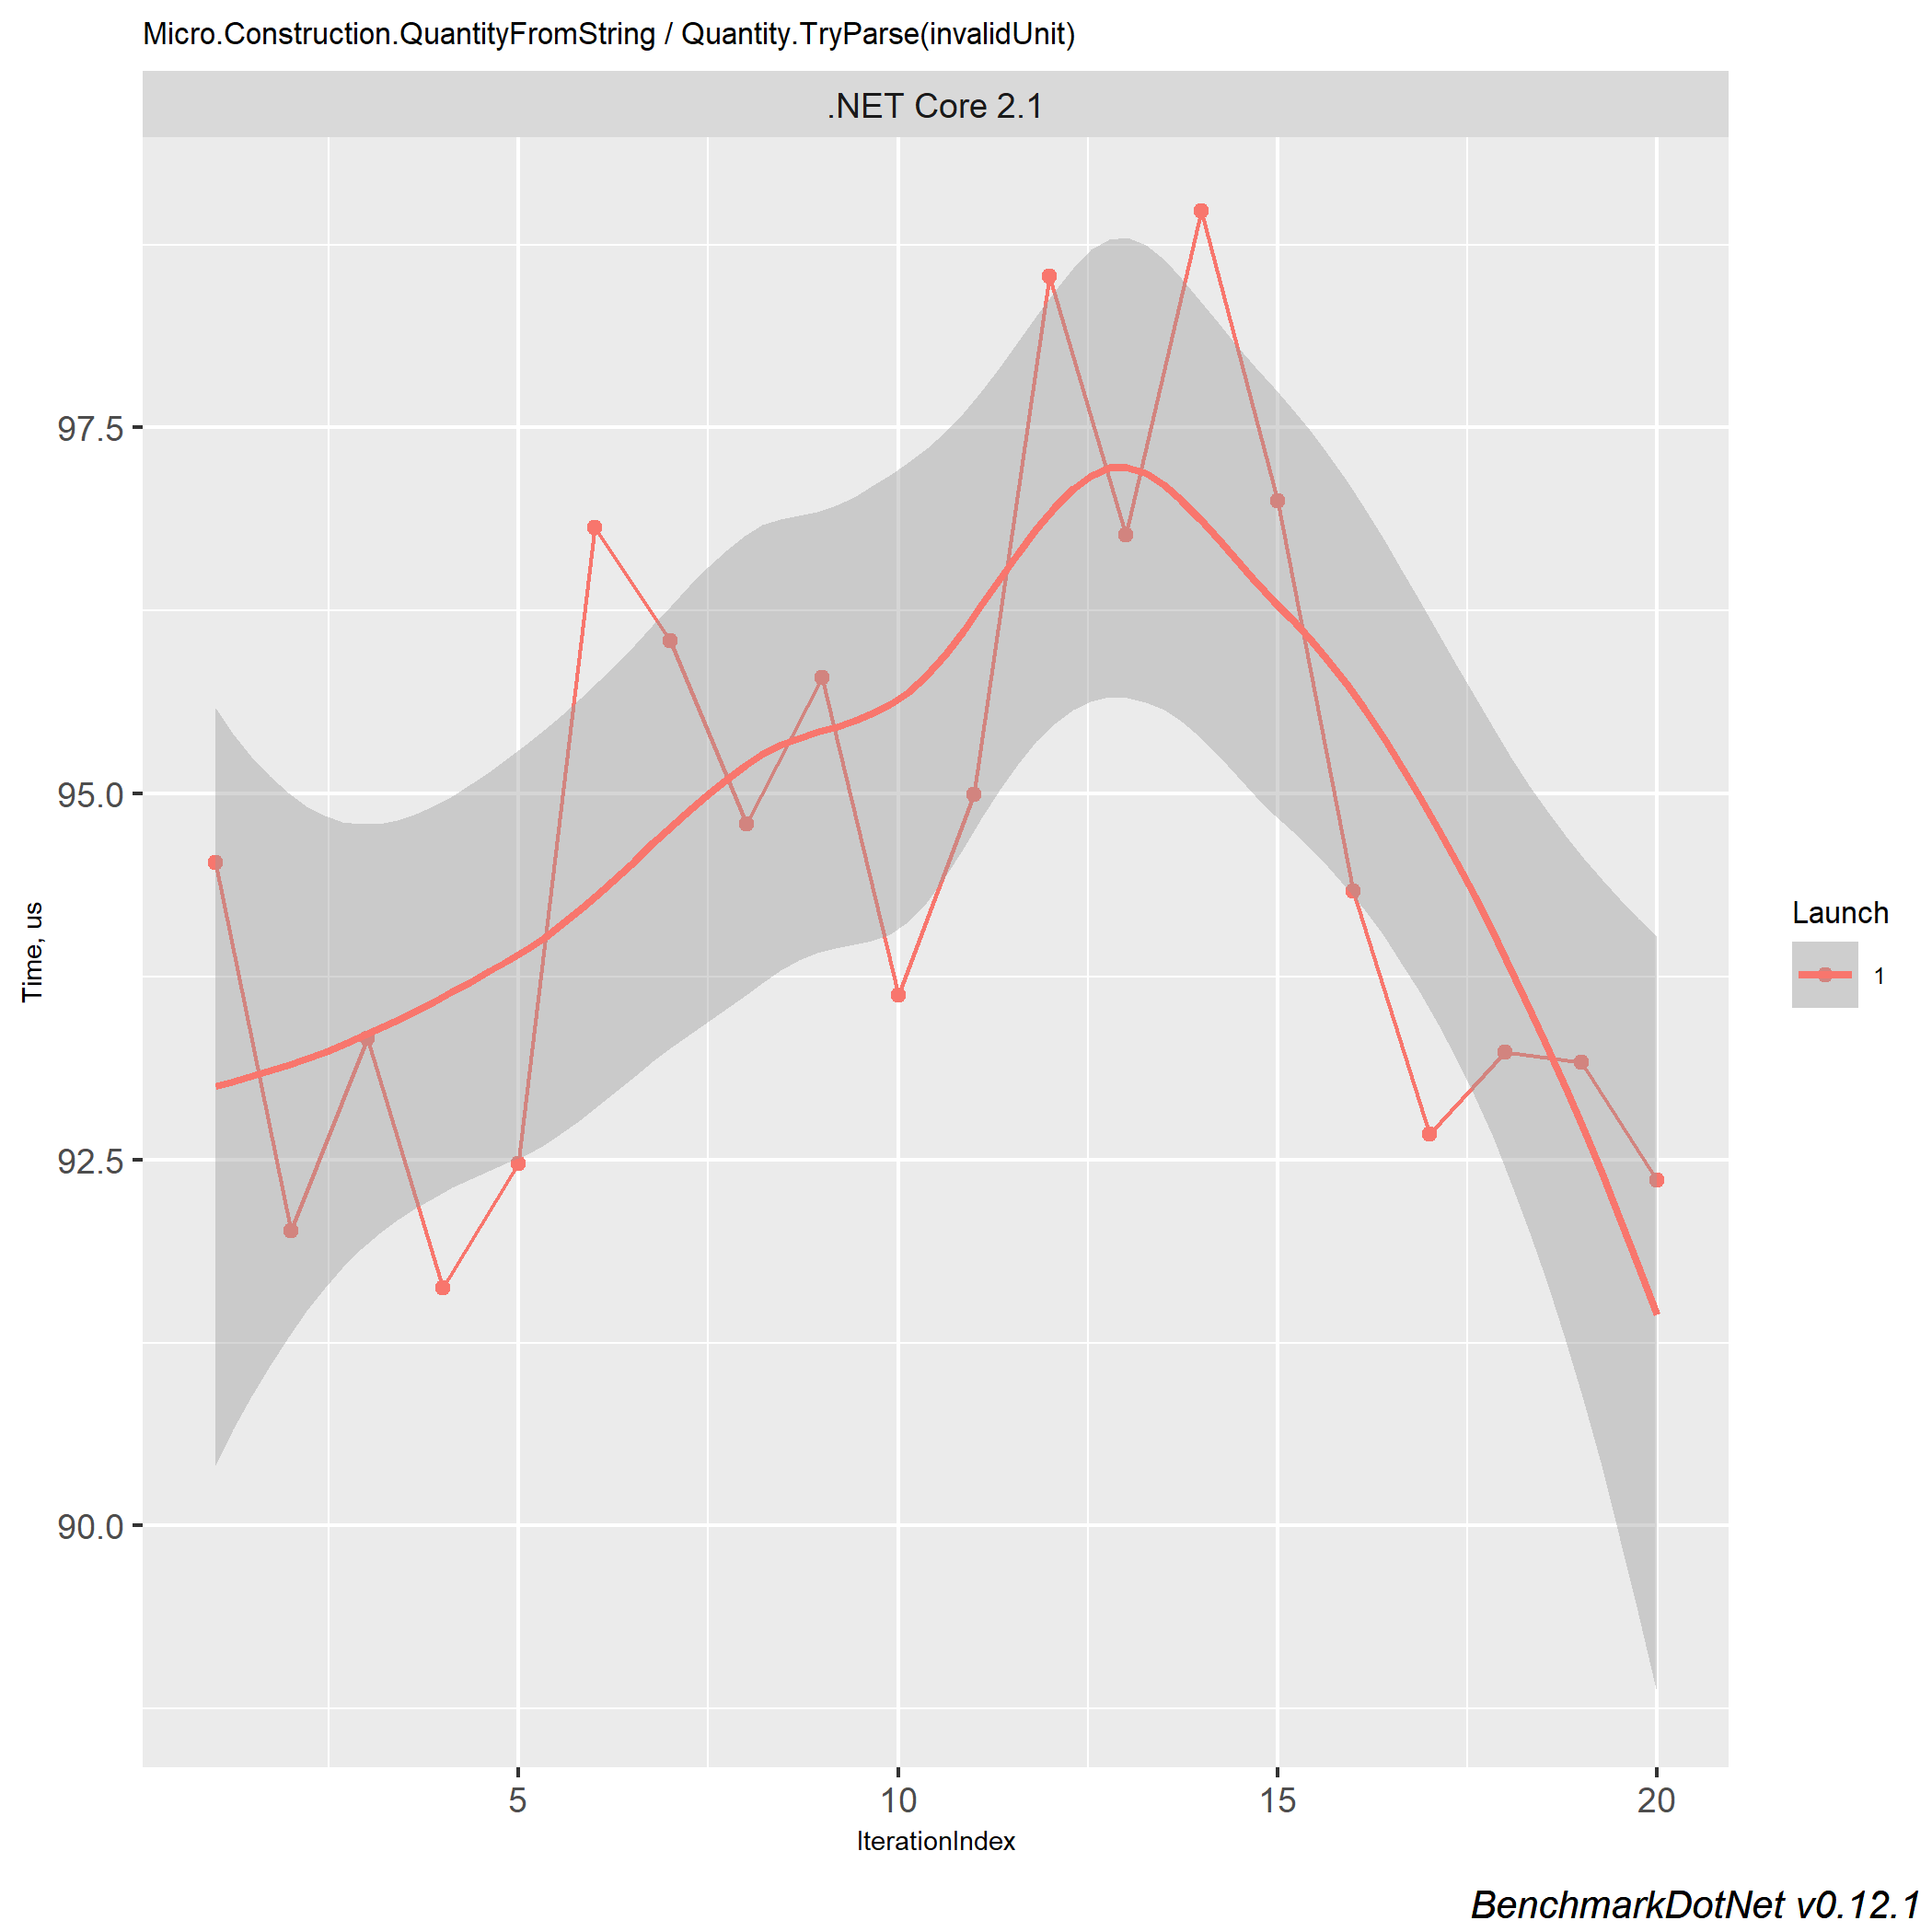 Micro.Construction.QuantityFromString / Quantity.TryParse(invalidUnit)
.NET Core 2.1
97.5
95.0
92.5
90.0
Time, us
5
10
15
20
IterationIndex
Launch
1
BenchmarkDotNet v0.12.1